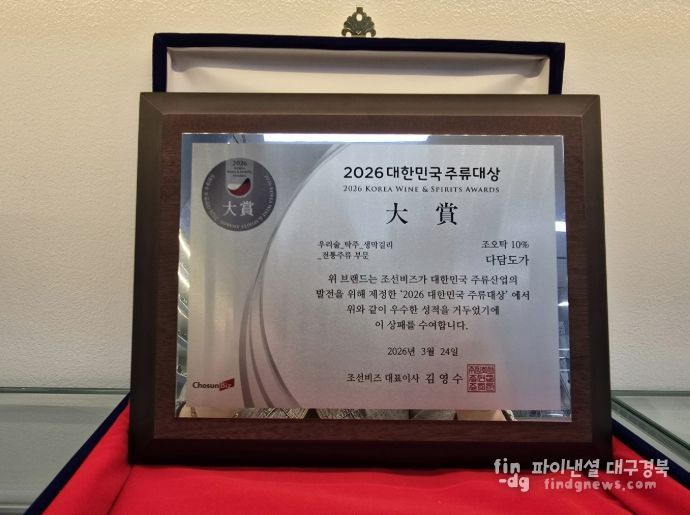 2026
KOREA
WINE & SPIRITS
AWARDS
大賞
2026 대한민국 주류대상
2026 KOREA WINE & SPIRITS AWARDS
大賞
우리술_탁주_생막걸리
_전통주류 부문
조오탁 10%
다담도가
위 브랜드는 조선비즈가 대한민국 주류산업의
발전을 위해 제정한 '2026 대한민국 주류대상' 에서
위와 같이 우수한 성적을 거두었기에
이 상패를 수여합니다.
2026년 3월 24일
조선비즈 대표이사 김영수
ChosunBiz
fin 파이낸셜 대구경북
-dg findgnews.com